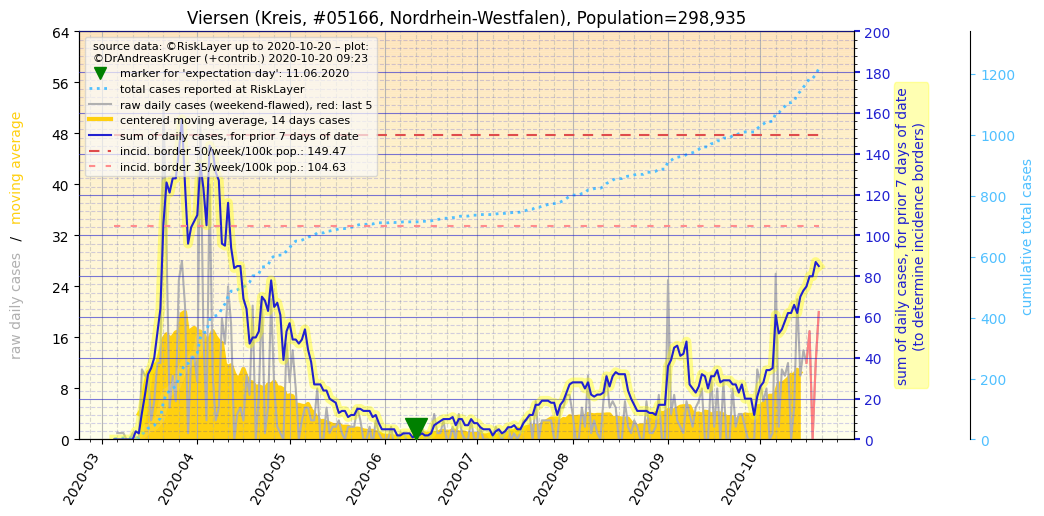 Viersen (Kreis, #05166, Nordrhein-Westfalen), Population=298,935
source data: ©RiskLayer up to 2020-10-20 – plot:
©DrAndreasKruger (+contrib.) 2020-10-20 09:23
marker for 'expectation day': 11.06.2020
total cases reported at RiskLayer
raw daily cases (weekend-flawed), red: last 5
centered moving average, 14 days cases
sum of daily cases, for prior 7 days of date
incid. border 50/week/100k pop.: 149.47
incid. border 35/week/100k pop.: 104.63
raw daily cases / moving average
64
56
48
40
32
24
16
8
0
200
180
160
140
120
100
80
60
40
20
0
sum of daily cases, for prior 7 days of date
(to determine incidence borders)
1200
1000
800
600
400
200
0
cumulative total cases
2020-03
2020-04
2020-05
2020-06
2020-07
2020-08
2020-09
2020-10